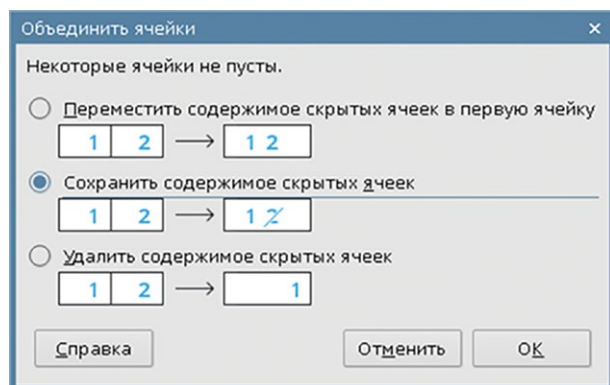 Объединить ячейки ×
Некоторые ячейки не пусты.
Переместить содержимое скрытых ячеек в первую ячейку
1 2 → 1 2
Сохранить содержимое скрытых ячеек
1 2 → 1 2
Удалить содержимое скрытых ячеек
1 2 → 1
Справка Отменить OK